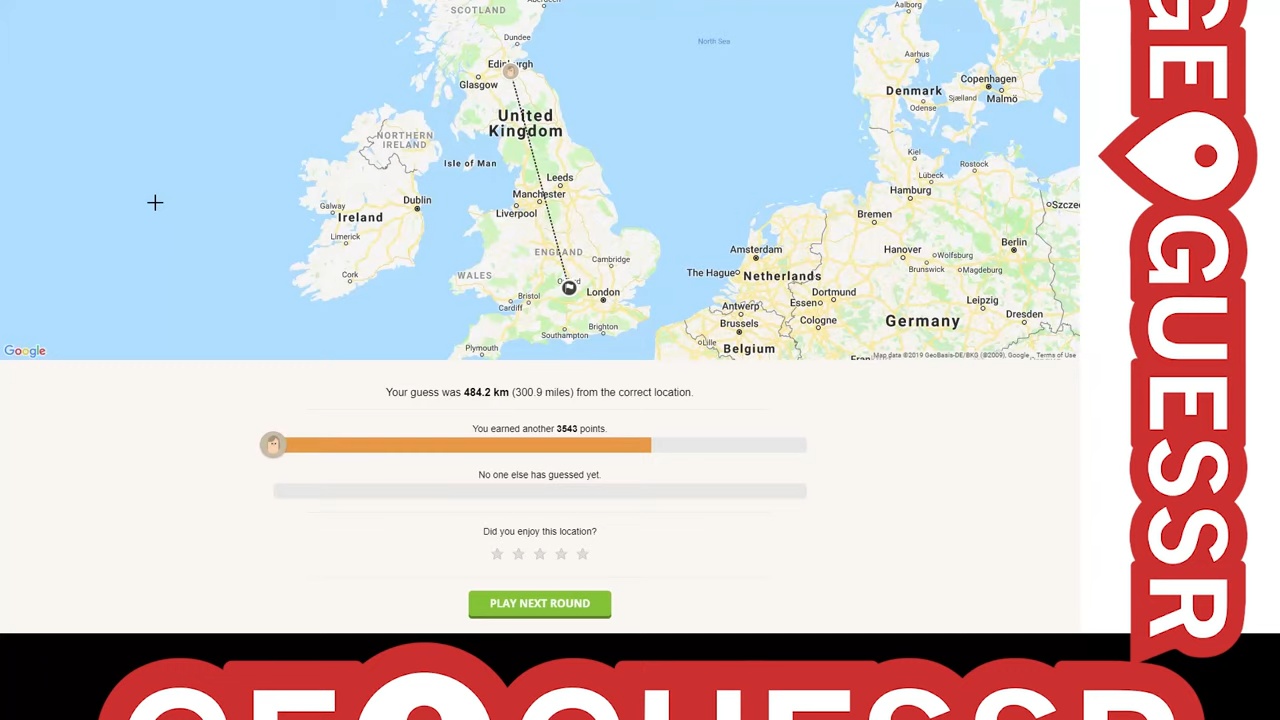 SCOTLAND
Aalborg
Dundee
North Sea
Aarhus
Edinburgh
Glasgow
Copenhagen
Denmark
Sjælland
Malmö
Odense
United
Kingdom
NORTHERN
IRELAND
Isle of Man
Kiel
Rostock
Lübeck
Leeds
Manchester
Hamburg
Galway
Dublin
Liverpool
Ireland
Bremen
Limerick
ENGLAND
Amsterdam
Hanover
Wolfsburg
Berlin
Cork
WALES
Cambridge
The Hague
Netherlands
Brunswick
Magdeburg
London
Bristol
Cardiff
Antwerp
Essen
Dortmund
Leipzig
Brussels
Cologne
Germany
Dresden
Southampton
Brighton
Lille
Plymouth
Belgium
Google
Map data ©2019 GeoBasis-DE/BKG (©2009), Google
Terms of Use
Your guess was 484.2 km (300.9 miles) from the correct location.
You earned another 3543 points.
No one else has guessed yet.
Did you enjoy this location?
PLAY NEXT ROUND
GEOGUESSR
GEOGUESSR